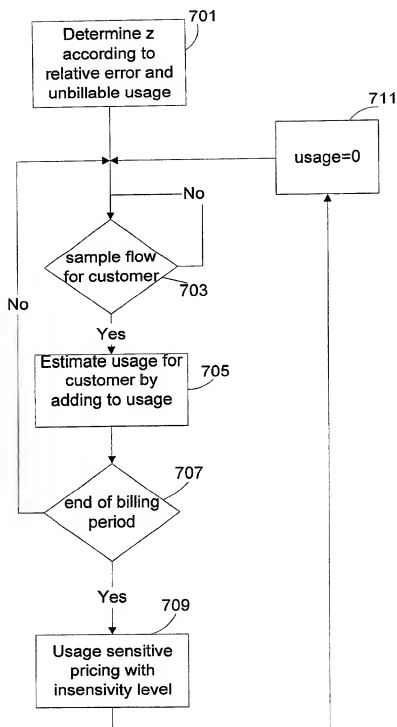 701
Determine z
according to
relative error and
unbillable usage
711
usage=0
No
sample flow
for customer
703
No
Yes
Estimate usage for
customer by
adding to usage
705
707
end of billing
period
Yes
709
Usage sensitive
pricing with
insensivity level